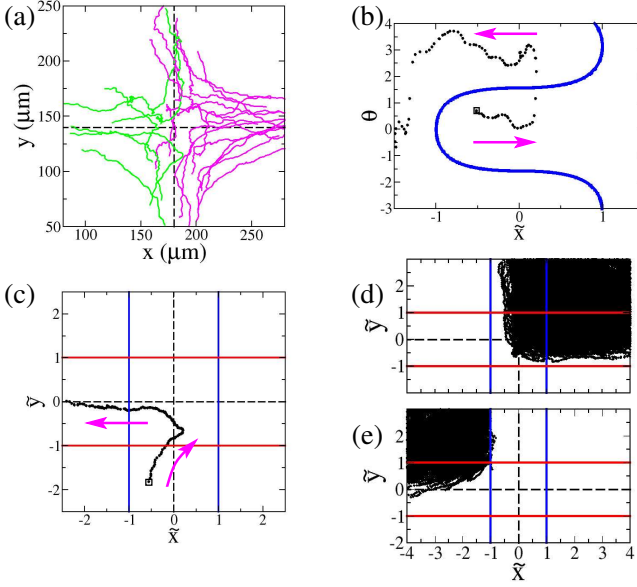 (a)
250
200
150
100
50
y (μm)
100 150 200 250
x (μm)
(b)
4
3
2
1
0
-1
-2
-3
θ
-1 0 1
x̃
(c)
2
1
0
-1
-2
ỹ
-2 -1 0 1 2
x̃
(d)
2
1
0
-1
ỹ
(e)
2
1
0
-1
ỹ
-4 -3 -2 -1 0 1 2 3 4
x̃